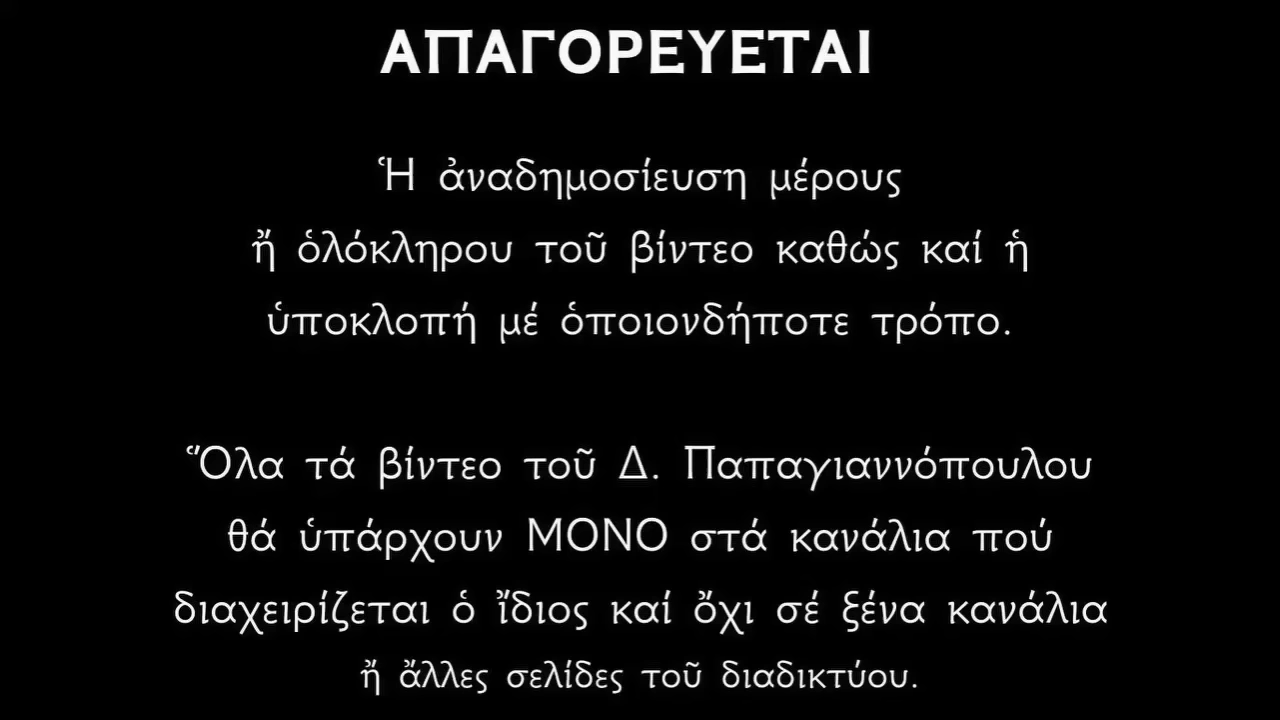 ΑΠΑΓΟΡΕΥΕΤΑΙ
Ἡ ἀναδημοσίευση μέρους
ἤ ὁλόκληρου τοῦ βίντεο καθώς καί ἡ
ὑποκλοπή μέ ὁποιονδήποτε τρόπο.
Ὅλα τά βίντεο τοῦ Δ. Παπαγιαννόπουλου
θά ὑπάρχουν ΜΟΝΟ στά κανάλια πού
διαχειρίζεται ὁ ἴδιος καί ὄχι σέ ξένα κανάλια
ἤ ἄλλες σελίδες τοῦ διαδικτύου.